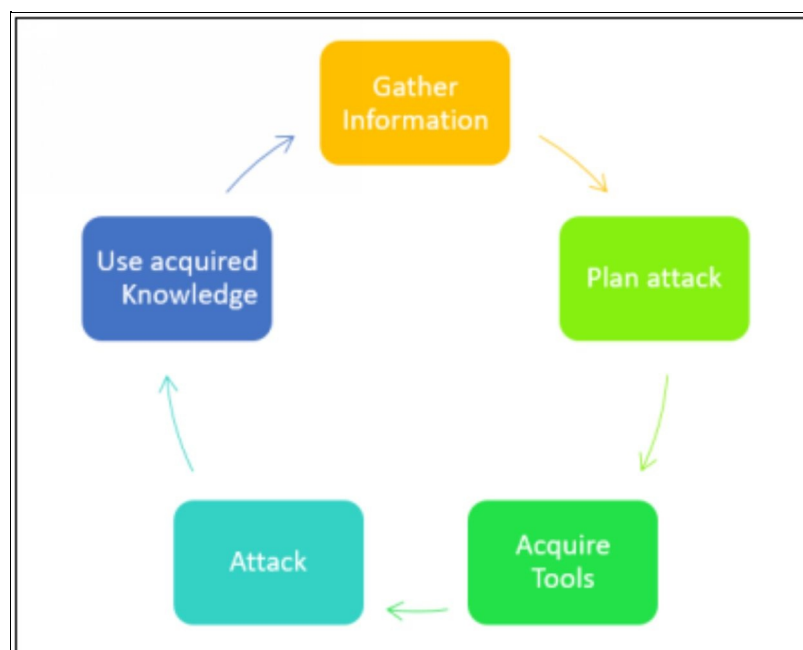 Gather
Information
Plan attack
Acquire
Tools
Attack
Use acquired
Knowledge